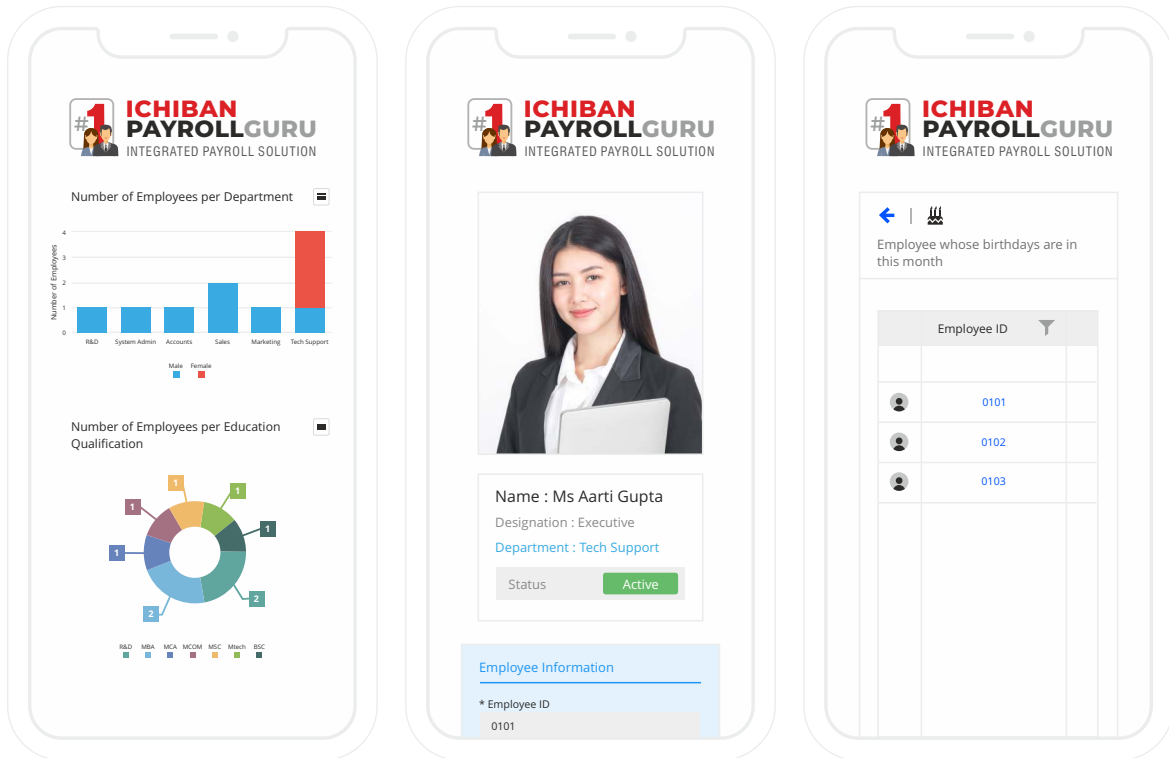 #1
ICHIBAN
PAYROLLGURU
INTEGRATED PAYROLL SOLUTION
Number of Employees per Department
Number of Employees
4
3
2
1
0
R&D System Admin Accounts Sales Marketing Tech Support
Male Female
Number of Employees per Education
Qualification
1
1
1
1
1
2
2
R&D MBA MCA MCOM MSC Mtech BSC
#1
ICHIBAN
PAYROLLGURU
INTEGRATED PAYROLL SOLUTION
Name : Ms Aarti Gupta
Designation : Executive
Department : Tech Support
Status Active
Employee Information
* Employee ID
0101
#1
ICHIBAN
PAYROLLGURU
INTEGRATED PAYROLL SOLUTION
Employee whose birthdays are in
this month
Employee ID
0101
0102
0103